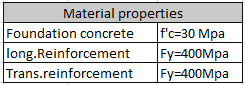 Material properties
Foundation concrete f'c=30 Mpa
long.Reinforcement Fy=400Mpa
Trans.reinforcement Fy=400Mpa